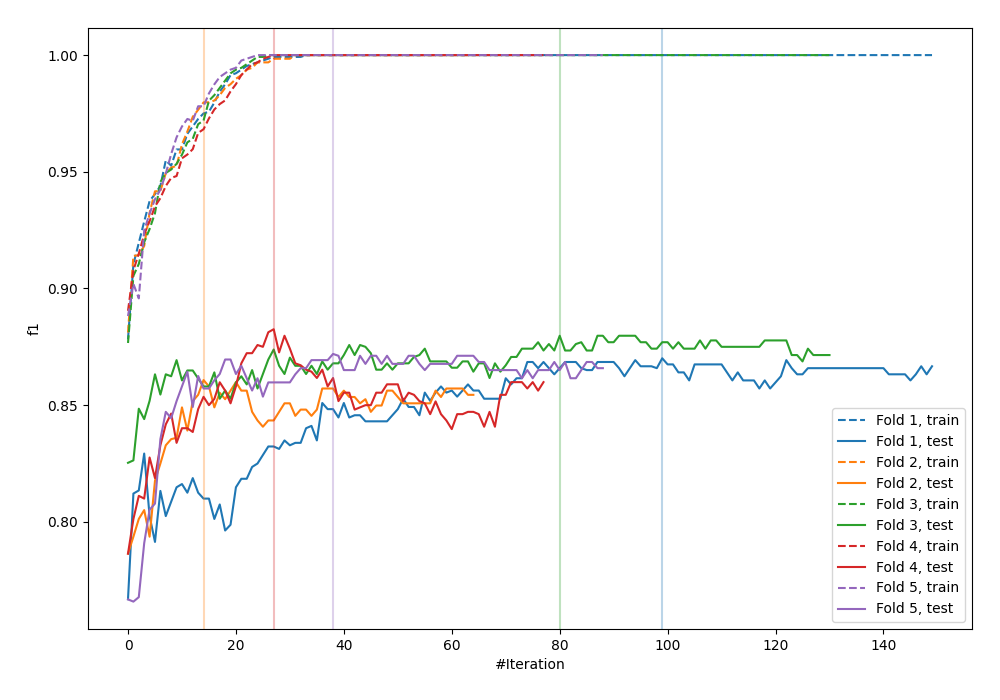 1.00
0.95
0.90
0.85
0.80
f1
0 20 40 60 80 100 120 140
#Iteration
Fold 1, train
Fold 1, test
Fold 2, train
Fold 2, test
Fold 3, train
Fold 3, test
Fold 4, train
Fold 4, test
Fold 5, train
Fold 5, test